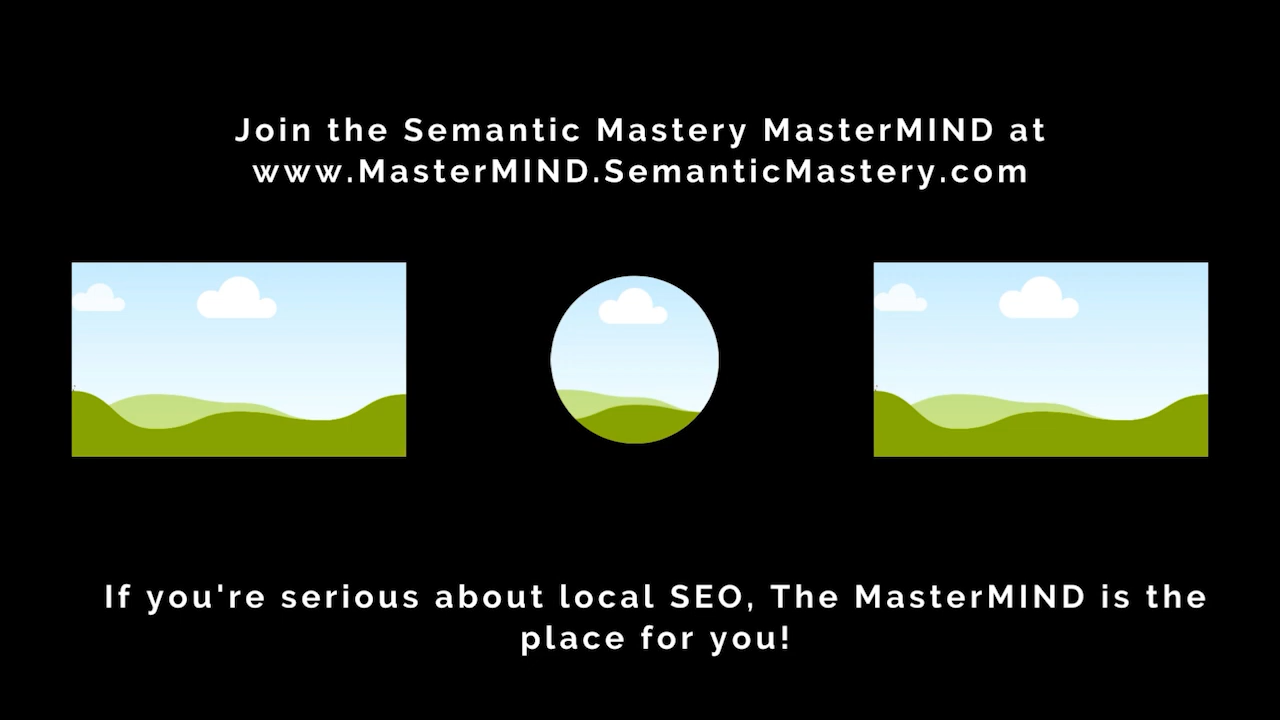 Join the Semantic Mastery MasterMIND at
www.MasterMIND.SemanticMastery.com
If you're serious about local SEO, The MasterMIND is the
place for you!